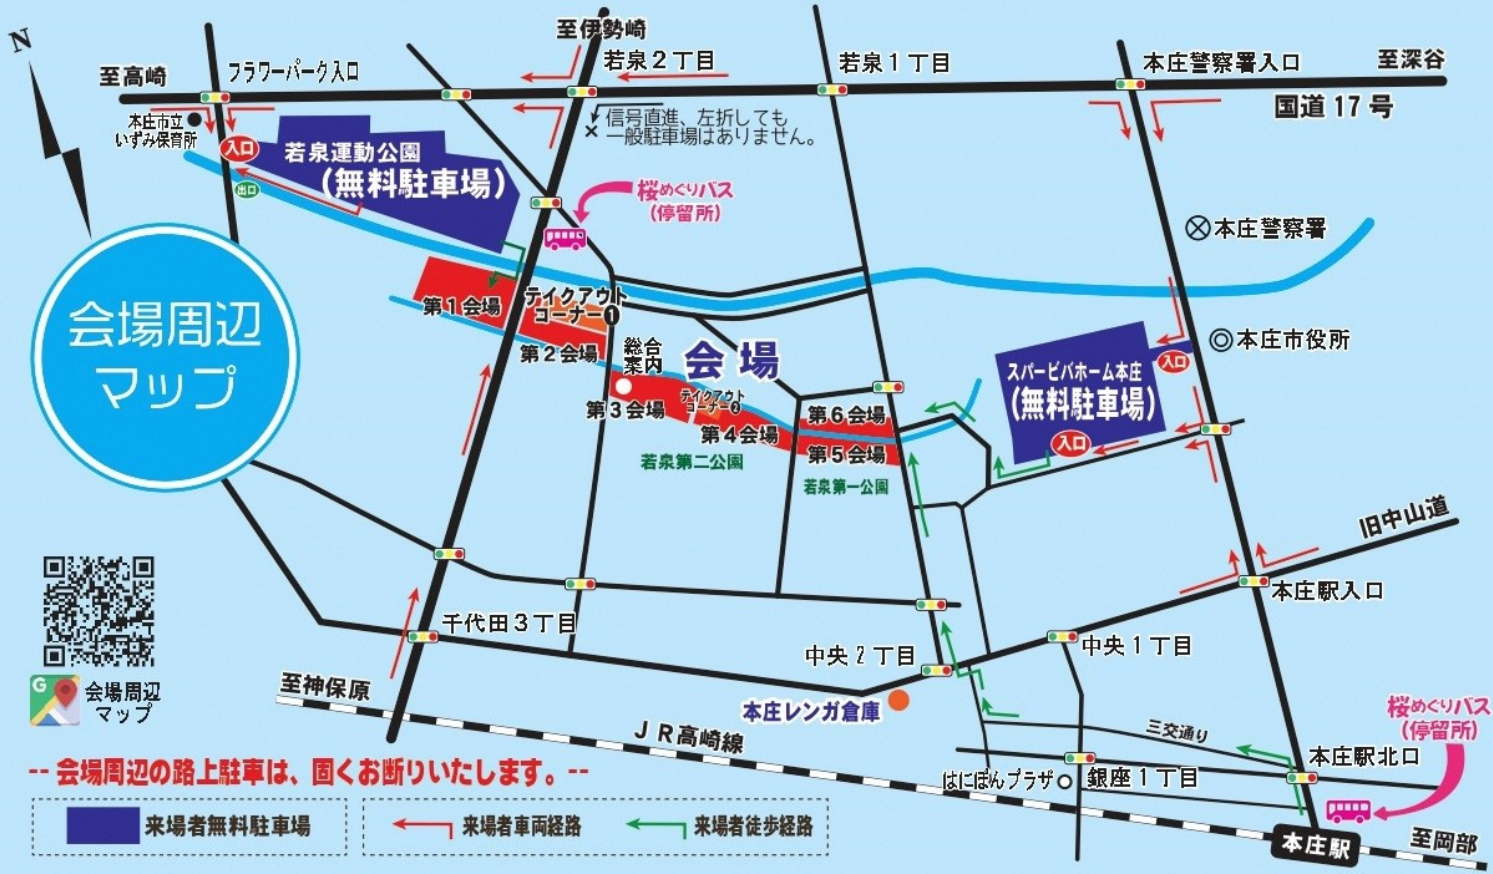 N
至伊勢崎
至高崎
フラワーパーク入口
若泉２丁目
若泉１丁目
本庄警察署入口
至深谷
国道17号
本庄市立
いずみ保育所
入口
出口
若泉運動公園
(無料駐車場)
信号直進、左折しても
一般駐車場はありません。
桜めぐりバス
(停留所)
本庄警察署
会場周辺
マップ
第１会場
テイクアウト
コーナー❶
第２会場
総合
案内
会場
第３会場
テイクアウト
コーナー❷
第４会場
第６会場
第５会場
若泉第二公園
若泉第一公園
スパービバホーム本庄
(無料駐車場)
入口
入口
本庄市役所
旧中山道
本庄駅入口
千代田３丁目
中央２丁目
中央１丁目
至神保原
本庄レンガ倉庫
ＪＲ高崎線
G
会場周辺
マップ
三交通り
桜めぐりバス
(停留所)
本庄駅北口
はにぽんプラザ
銀座１丁目
本庄駅
至岡部
-- 会場周辺の路上駐車は、固くお断りいたします。--
来場者無料駐車場
来場者車両経路
来場者徒歩経路